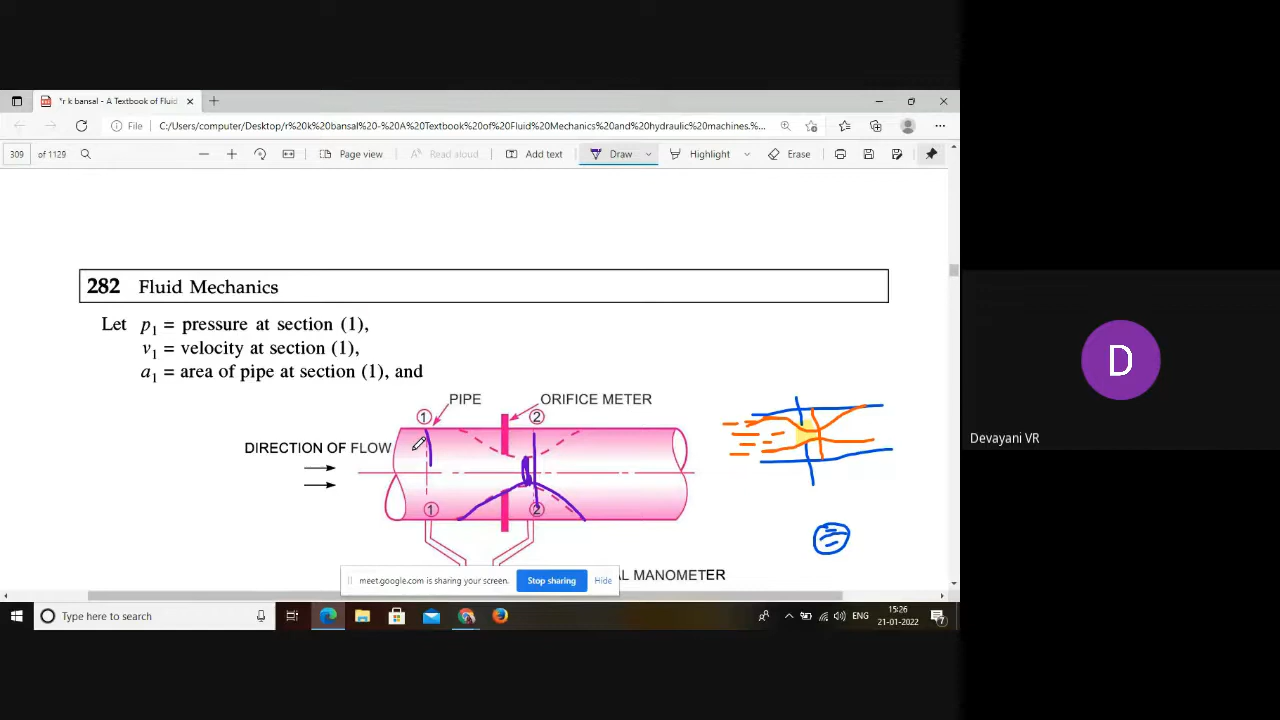 *r k bansal - A Textbook of Fluid
File
C:/Users/computer/Desktop/r%20k%20bansal%20-%20A%20Textbook%20of%20Fluid%20Mechanics%20and%20hydraulic%20machines.%...
309 of 1129
Page view
Read aloud
Add text
Draw
Highlight
Erase
282 Fluid Mechanics
Let p1 = pressure at section (1),
v1 = velocity at section (1),
a1 = area of pipe at section (1), and
PIPE
ORIFICE METER
1
2
DIRECTION OF FLOW
1
2
AL MANOMETER
meet.google.com is sharing your screen.
Stop sharing
Hide
Type here to search
ENG
15:26
21-01-2022
7
D
Devayani VR